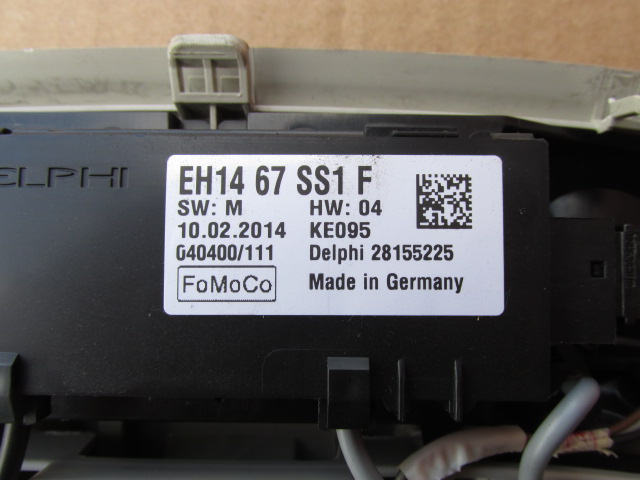 ELPHI
EH14 67 SS1 F
SW: M HW: 04
10.02.2014 KE095
040400/111 Delphi 28155225
FoMoCo Made in Germany